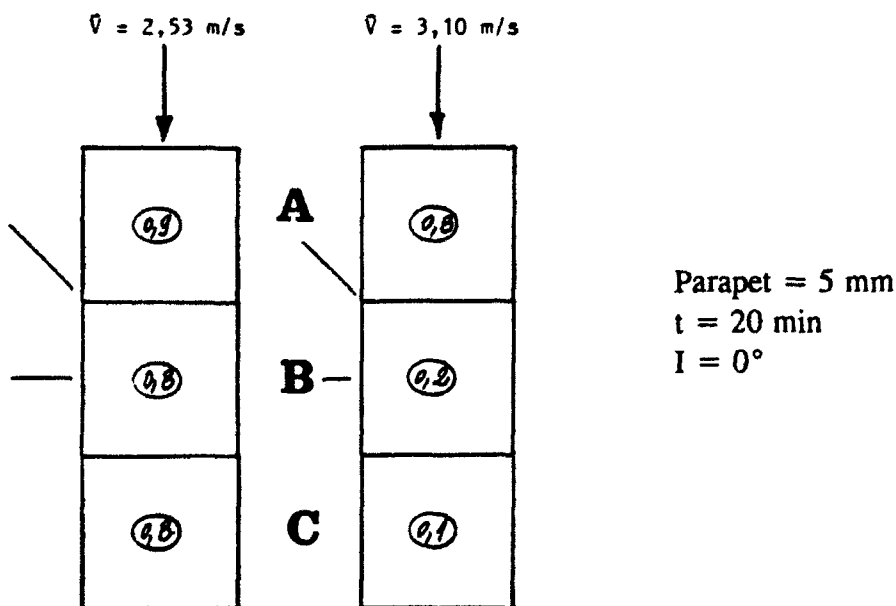 V̄ = 2,53 m/s
V̄ = 3,10 m/s
0,9
A
0,8
0,8
B
0,2
0,8
C
0,1
Parapet = 5 mm
t = 20 min
I = 0°